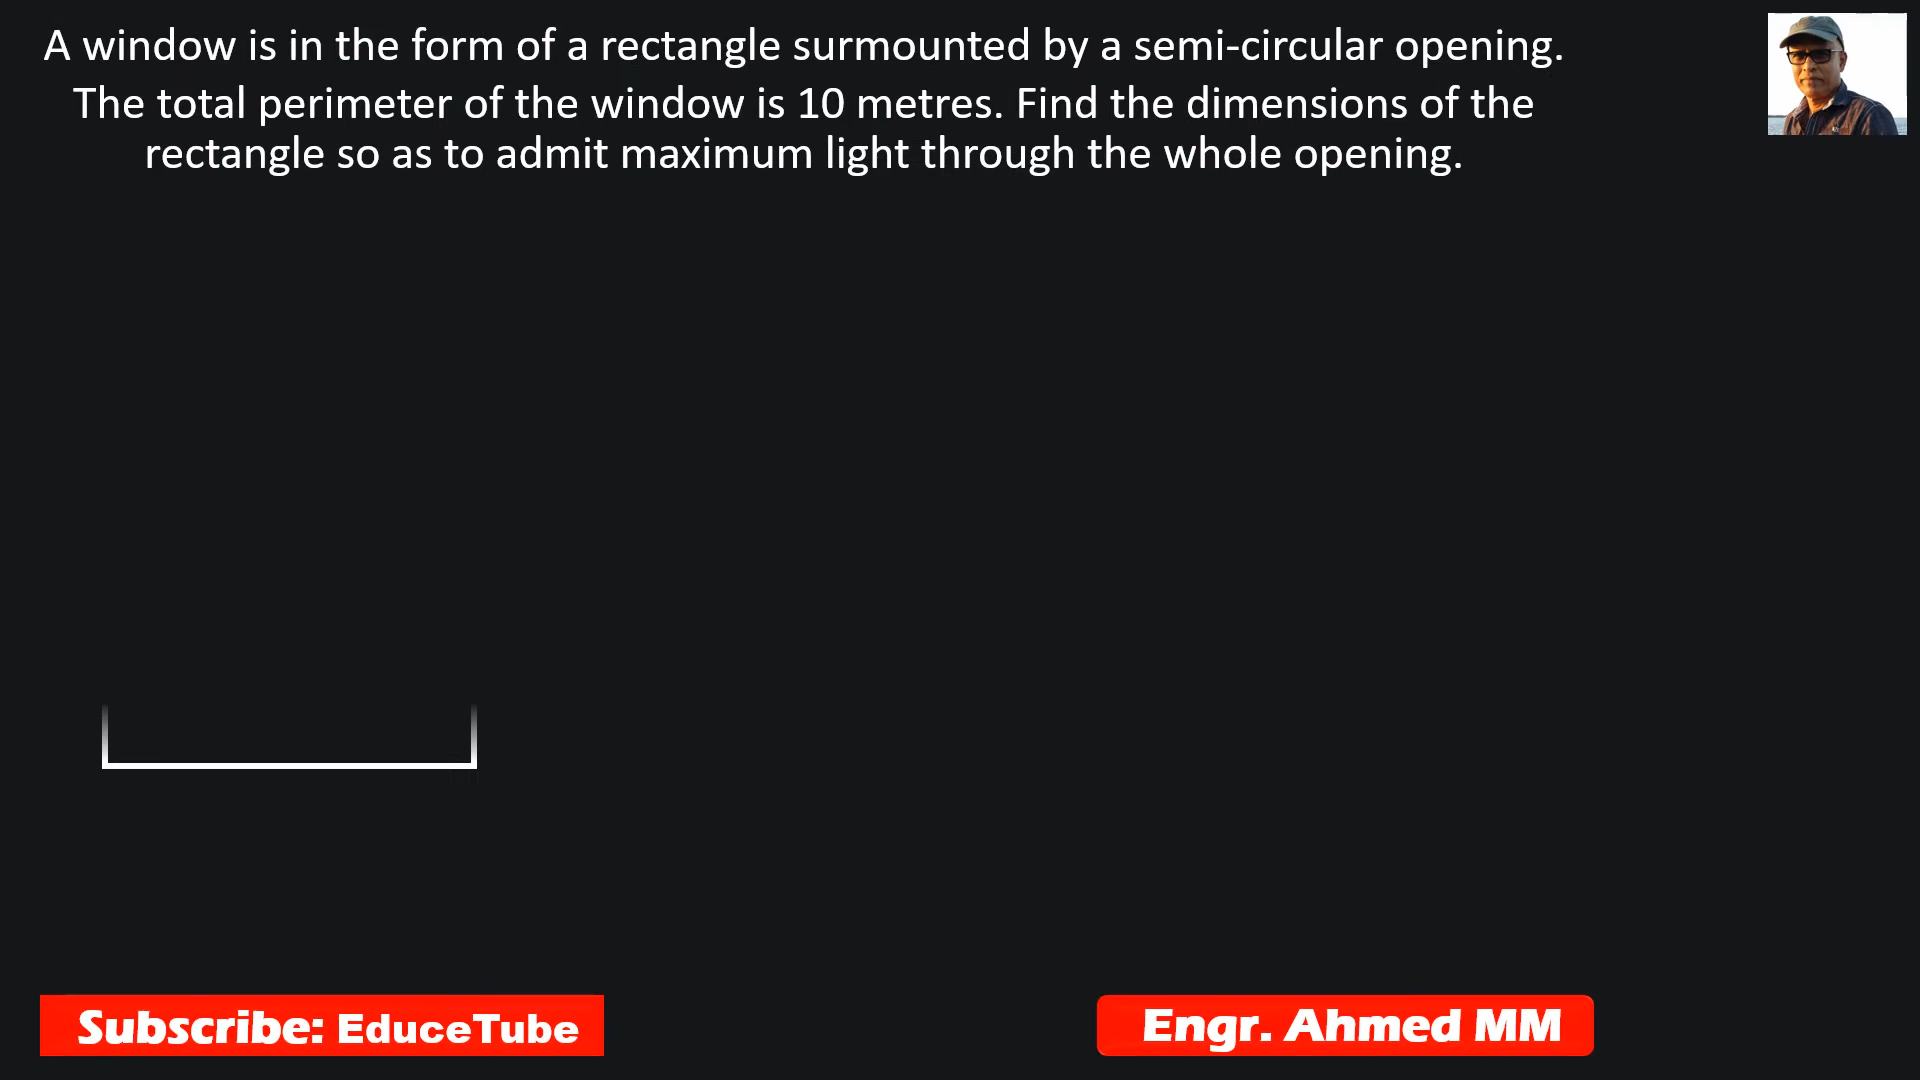 A window is in the form of a rectangle surmounted by a semi-circular opening.
The total perimeter of the window is 10 metres. Find the dimensions of the
rectangle so as to admit maximum light through the whole opening.
Subscribe: EduceTube
Engr. Ahmed MM